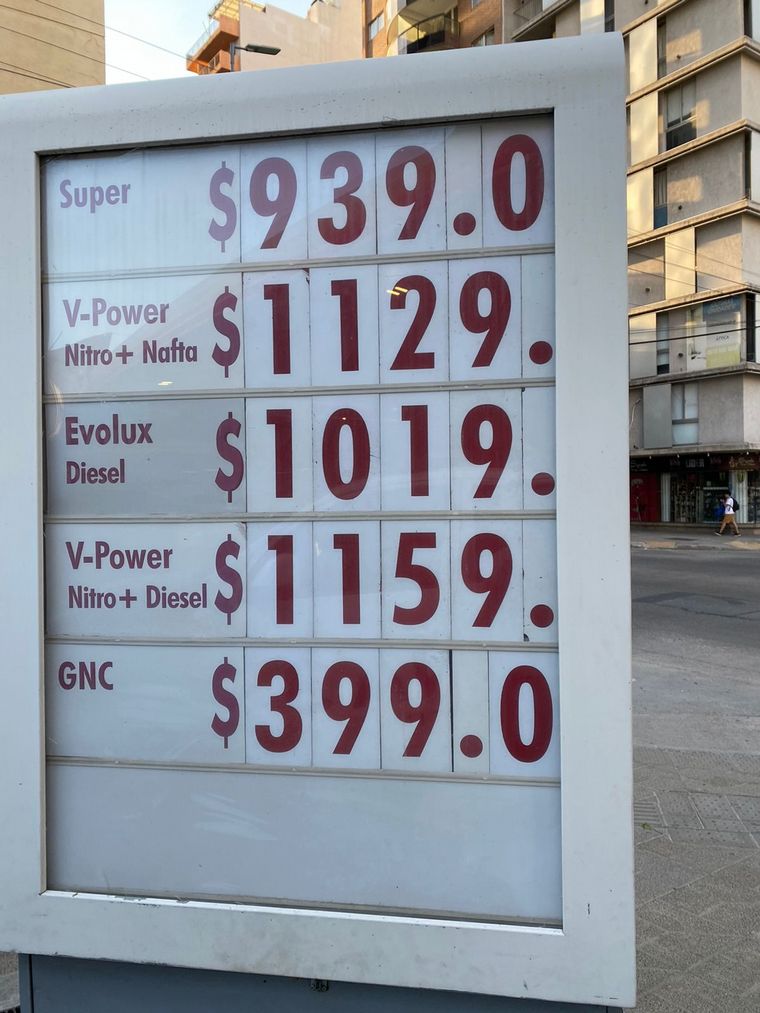 Super $939.0
V-Power
Nitro+ Nafta $1129.
Evolux
Diesel $1019.
V-Power
Nitro+ Diesel $1159.
GNC $399.0